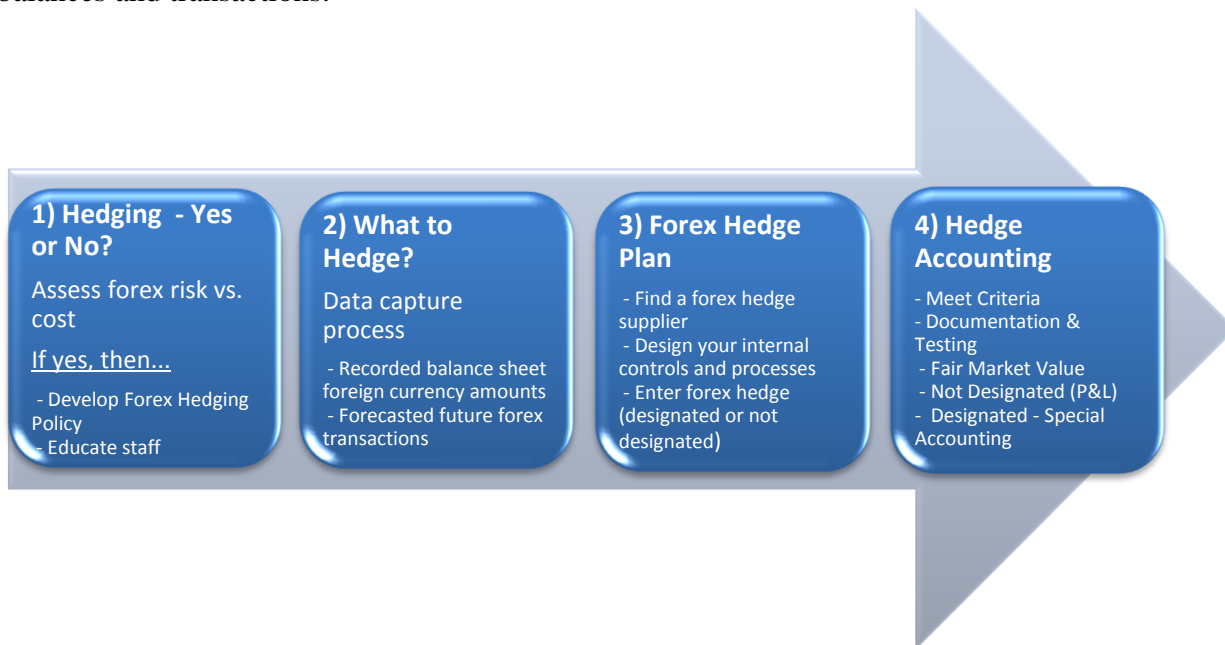 balances and transactions.
1) Hedging - Yes
or No?
Assess forex risk vs.
cost
If yes, then...
- Develop Forex Hedging
Policy
- Educate staff
2) What to
Hedge?
Data capture
process
- Recorded balance sheet
foreign currency amounts
- Forecasted future forex
transactions
3) Forex Hedge
Plan
- Find a forex hedge
supplier
- Design your internal
controls and processes
- Enter forex hedge
(designated or not
designated)
4) Hedge
Accounting
- Meet Criteria
- Documentation &
Testing
- Fair Market Value
- Not Designated (P&L)
- Designated - Special
Accounting